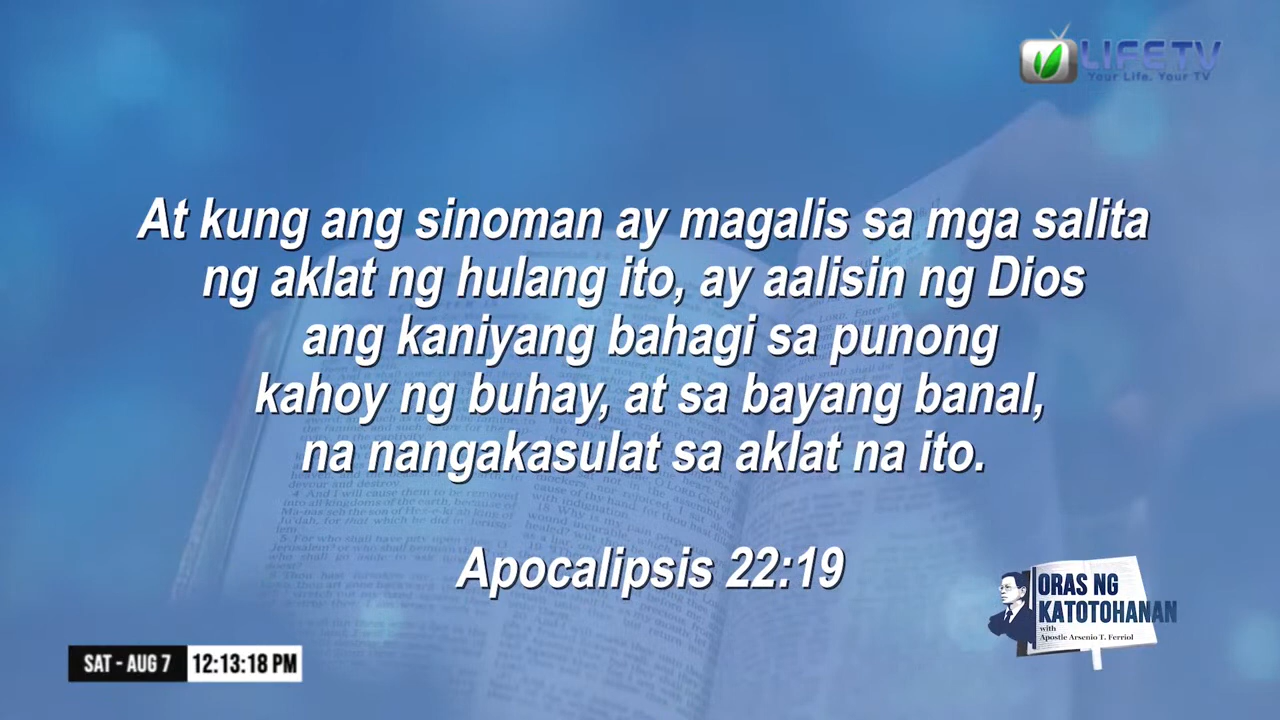 LIFETV
Your Life. Your TV
At kung ang sinoman ay magalis sa mga salita
ng aklat ng hulang ito, ay aalisin ng Dios
ang kaniyang bahagi sa punong
kahoy ng buhay, at sa bayang banal,
na nangakasulat sa aklat na ito.
Apocalipsis 22:19
ORAS NG
KATOTOHANAN
with
Apostle Arsenio T. Ferriol
SAT - AUG 7 12:13:18 PM